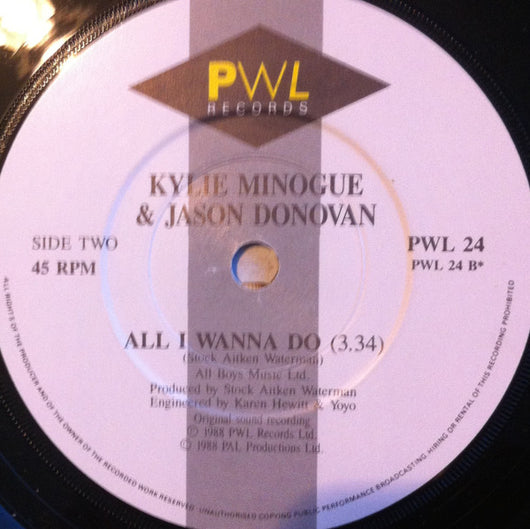 PWL
RECORDS
KYLIE MINOGUE
& JASON DONOVAN
SIDE TWO
45 RPM
PWL 24
PWL 24 B*
ALL I WANNA DO (3.34)
(Stock Aitken Waterman)
All Boys Music Ltd.
Produced by Stock Aitken Waterman
Engineered by Karen Hewitt & Yoyo
Original sound recording
© 1988 PWL Records Ltd.
℗ 1988 PAL Productions Ltd.
ALL RIGHTS OF THE PRODUCER AND OF THE OWNER OF THE RECORDED WORK RESERVED · UNAUTHORISED COPYING PUBLIC PERFORMANCE BROADCASTING · HIRING OR RENTAL OF THIS RECORDING PROHIBITED